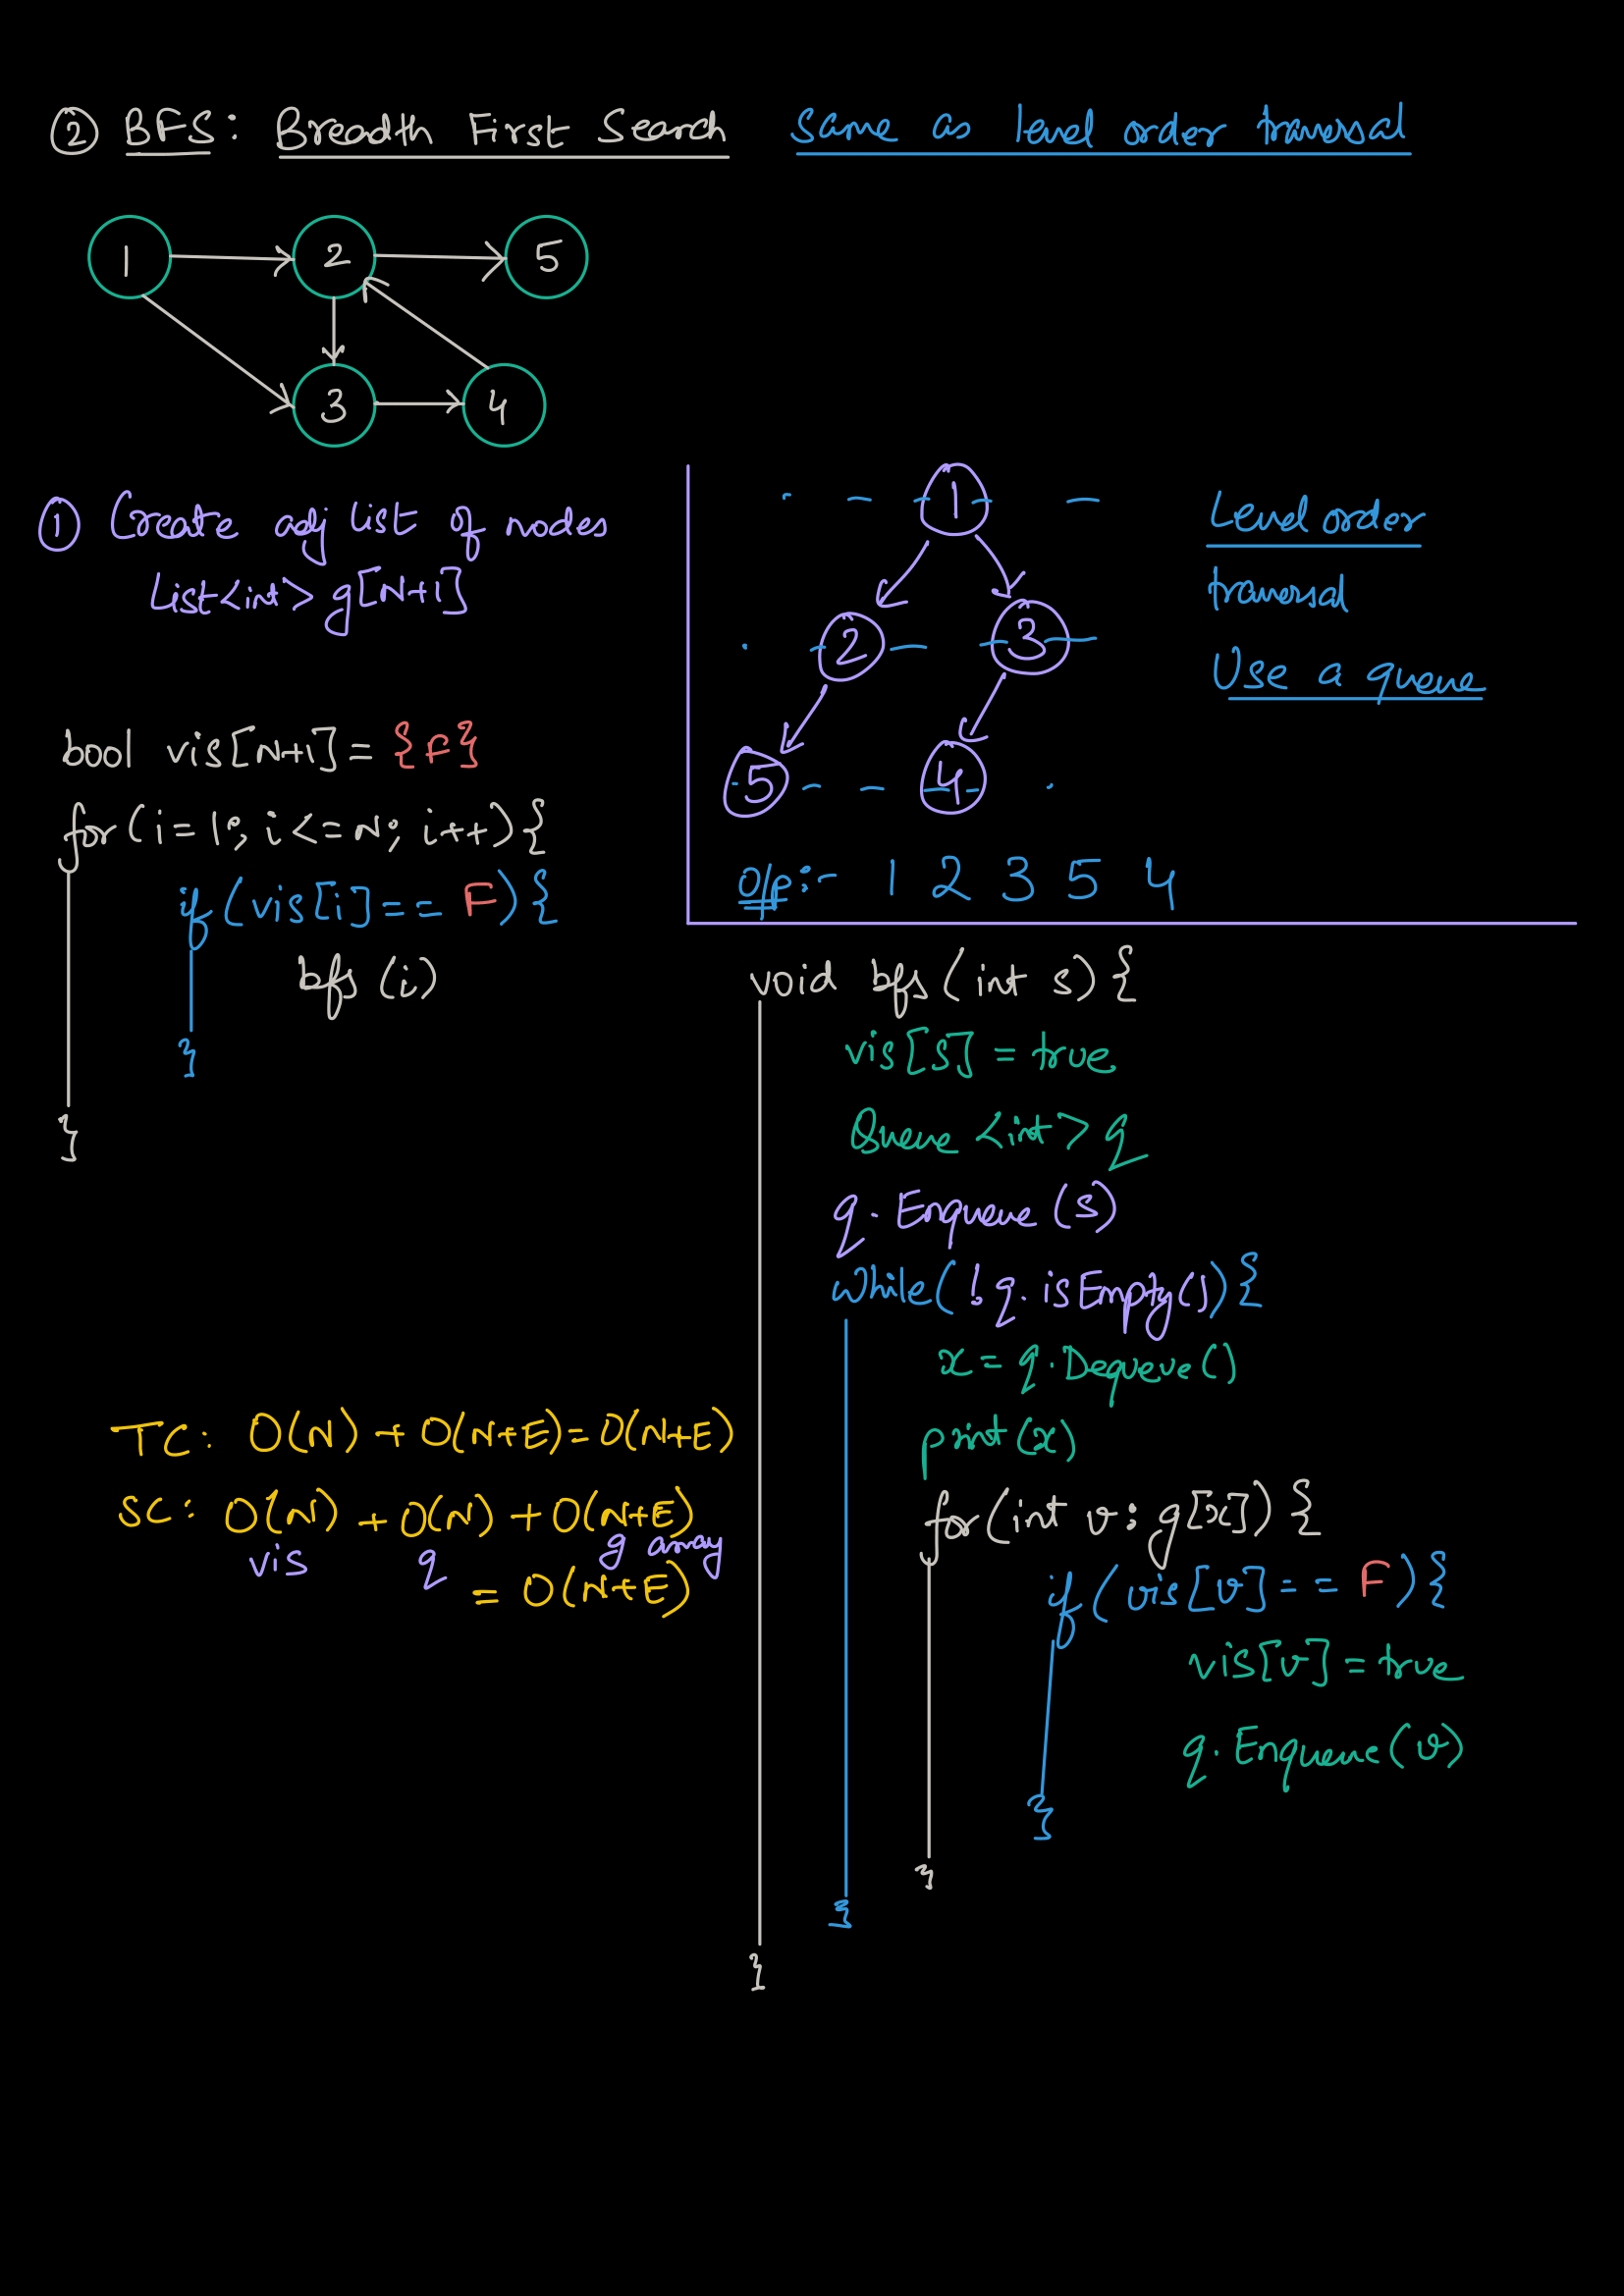 ② BFS: Breadth First Search same as level order traversal
1 2 5
3 4
① Create adj list of nodes
List<int> g[N+1]
bool vis[N+1] = {F}
for(i=1; i<=N; i++){
if(vis[i]== F){
bfs(i)
}
}
1
2 3
5 4
Level order
traversal
Use a queue
O/p:- 1 2 3 5 4
void bfs(int s){
vis[s] = true
Queue <int> q
q. Enqueue (s)
while(!q. isEmpty()){
x = q. Dequeue()
print(x)
for(int v: g[x]){
if(vis[v]== F){
vis[v] = true
q. Enqueue(v)
}
}
}
}
TC: O(N) + O(N+E) = O(N+E)
SC: O(N) + O(N) + O(N+E)
vis q g array
= O(N+E)